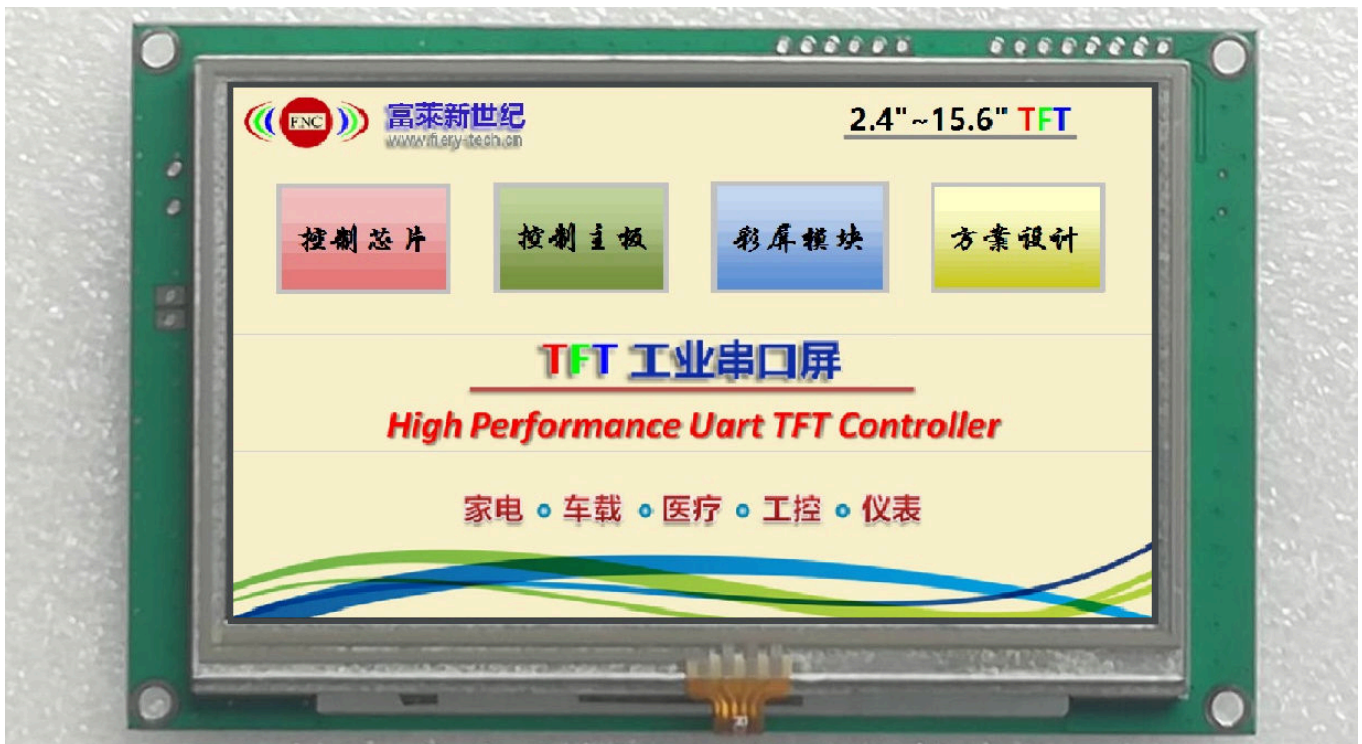 FNC
富莱新世纪
www.fiery-tech.cn
2.4"~15.6" TFT
控制芯片
控制主板
彩屏模块
方案设计
TFT 工业串口屏
High Performance Uart TFT Controller
家电 • 车载 • 医疗 • 工控 • 仪表